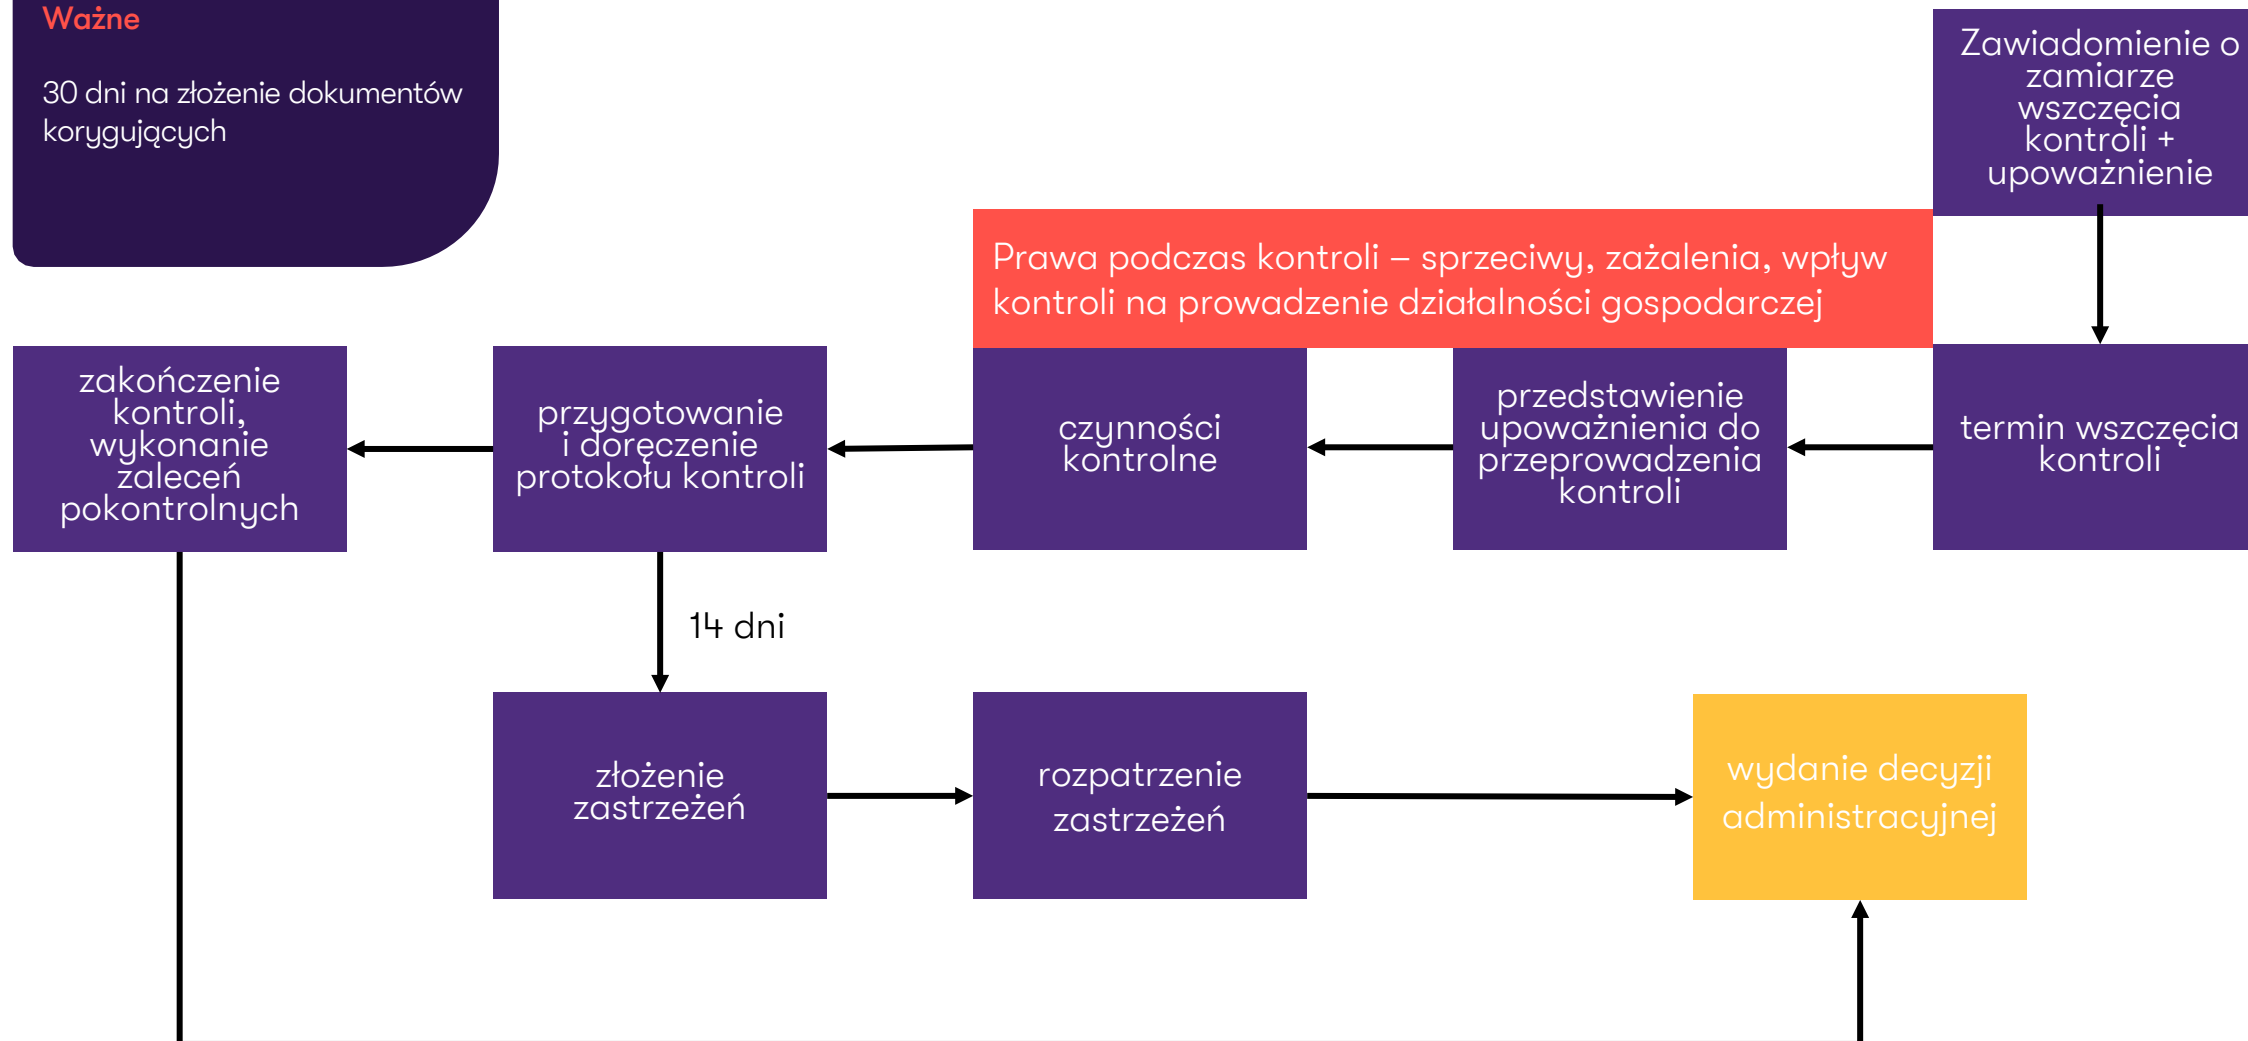 Ważne
30 dni na złożenie dokumentów
korygujących
Zawiadomienie o
zamiarze
wszczęcia
kontroli +
upoważnienie
Prawa podczas kontroli – sprzeciwy, zażalenia, wpływ
kontroli na prowadzenie działalności gospodarczej
zakończenie
kontroli,
wykonanie
zaleceń
pokontrolnych
przygotowanie
i doręczenie
protokołu kontroli
czynności
kontrolne
przedstawienie
upoważnienia do
przeprowadzenia
kontroli
termin wszczęcia
kontroli
14 dni
złożenie
zastrzeżeń
rozpatrzenie
zastrzeżeń
wydanie decyzji
administracyjnej